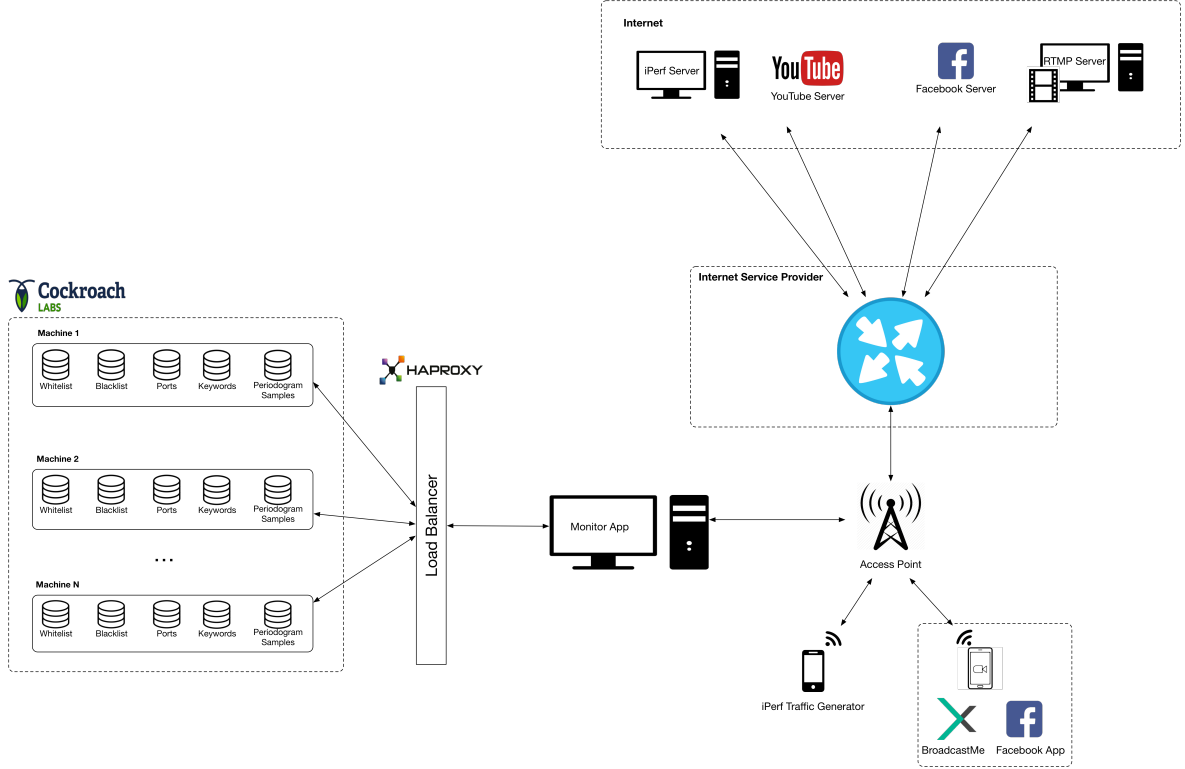 Internet
iPerf Server
YouTube
YouTube Server
Facebook Server
RTMP Server
Internet Service Provider
Cockroach
LABS
Machine 1
Whitelist
Blacklist
Ports
Keywords
Periodogram
Samples
HAPROXY
Machine 2
Whitelist
Blacklist
Ports
Keywords
Periodogram
Samples
...
Machine N
Whitelist
Blacklist
Ports
Keywords
Periodogram
Samples
Load Balancer
Monitor App
Access Point
iPerf Traffic Generator
BroadcastMe
Facebook App